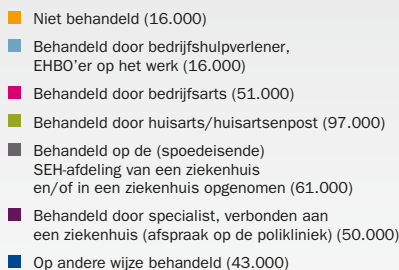 Niet behandeld (16.000)
Behandeld door bedrijfshulpverlener,
EHBO'er op het werk (16.000)
Behandeld door bedrijfsarts (51.000)
Behandeld door huisarts/huisartsenpost (97.000)
Behandeld op de (spoedeisende)
SEH-afdeling van een ziekenhuis
en/of in een ziekenhuis opgenomen (61.000)
Behandeld door specialist, verbonden aan
een ziekenhuis (afspraak op de polikliniek) (50.000)
Op andere wijze behandeld (43.000)